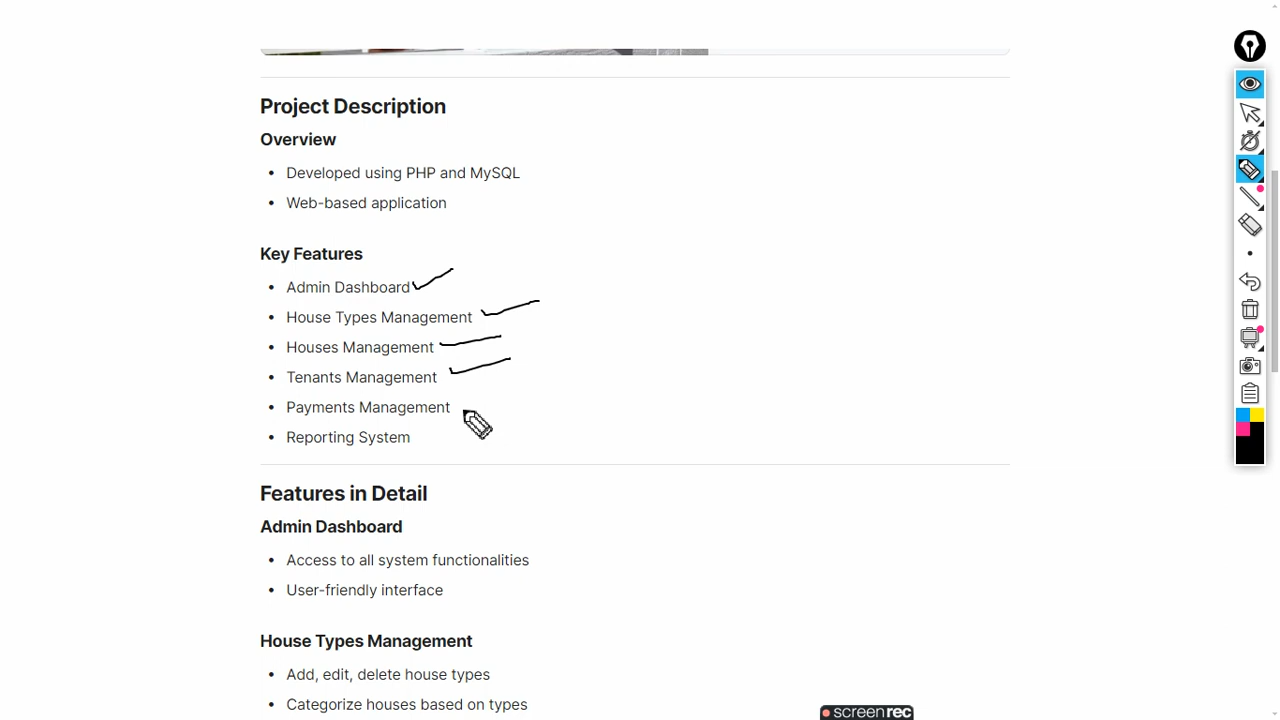 Project Description
Overview
• Developed using PHP and MySQL
• Web-based application
Key Features
• Admin Dashboard
• House Types Management
• Houses Management
• Tenants Management
• Payments Management
• Reporting System
Features in Detail
Admin Dashboard
• Access to all system functionalities
• User-friendly interface
House Types Management
• Add, edit, delete house types
• Categorize houses based on types
screenrec